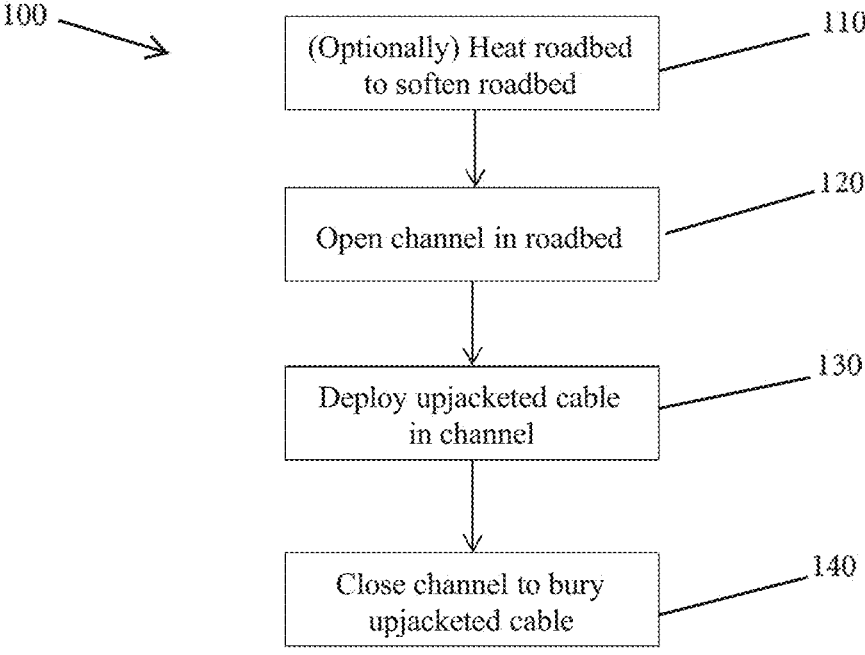 100
(Optionally) Heat roadbed
to soften roadbed
110
Open channel in roadbed
120
Deploy upjacketed cable
in channel
130
Close channel to bury
upjacketed cable
140